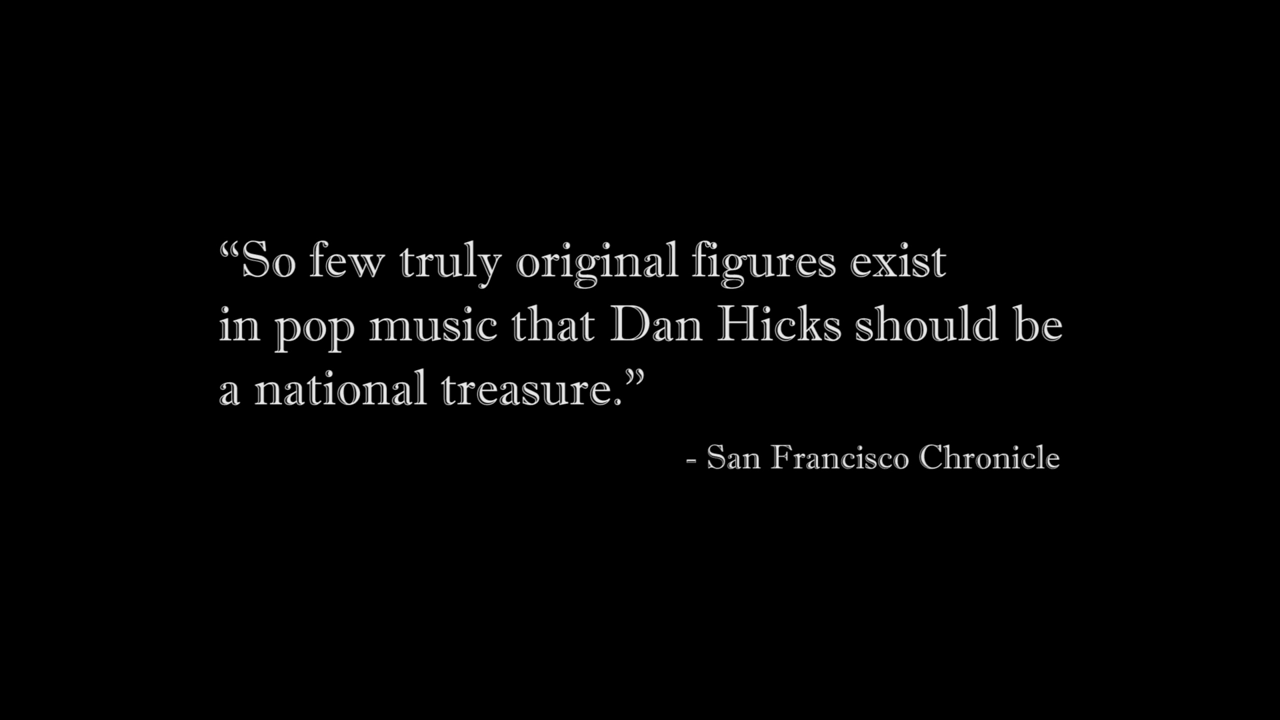 “So few truly original figures exist
in pop music that Dan Hicks should be
a national treasure.”
- San Francisco Chronicle